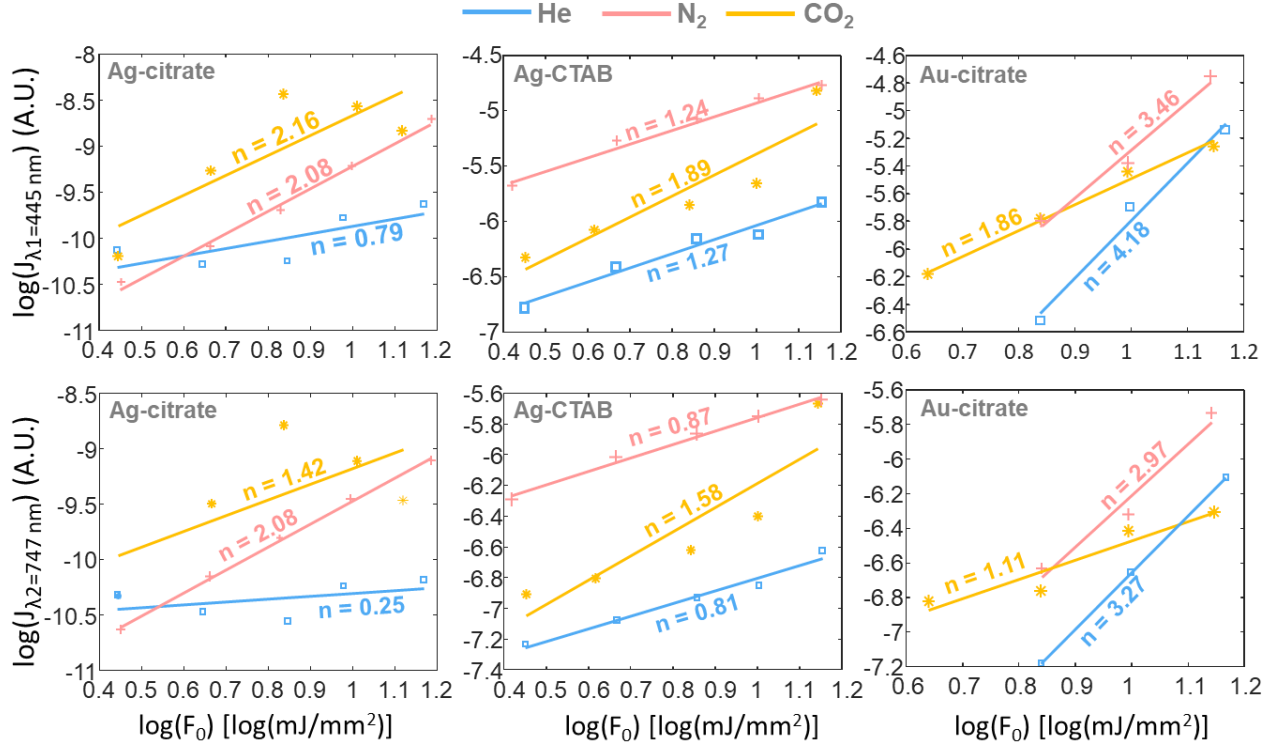 He N₂ CO₂
log(J_λ1=445 nm) (A.U.)
Ag-citrate
-8
-8.5
-9
-9.5
-10
-10.5
-11
n = 2.16
n = 2.08
n = 0.79
0.4 0.5 0.6 0.7 0.8 0.9 1 1.1 1.2
Ag-CTAB
-4.5
-5
-5.5
-6
-6.5
-7
n = 1.24
n = 1.89
n = 1.27
0.4 0.5 0.6 0.7 0.8 0.9 1 1.1 1.2
Au-citrate
-4.6
-4.8
-5
-5.2
-5.4
-5.6
-5.8
-6
-6.2
-6.4
-6.6
n = 3.46
n = 1.86
n = 4.18
0.6 0.7 0.8 0.9 1 1.1 1.2
log(J_λ2=747 nm) (A.U.)
Ag-citrate
-8.5
-9
-9.5
-10
-10.5
-11
n = 1.42
n = 2.08
n = 0.25
0.4 0.5 0.6 0.7 0.8 0.9 1 1.1 1.2
log(F₀) [log(mJ/mm²)]
Ag-CTAB
-5.6
-5.8
-6
-6.2
-6.4
-6.6
-6.8
-7
-7.2
-7.4
n = 0.87
n = 1.58
n = 0.81
0.4 0.5 0.6 0.7 0.8 0.9 1 1.1 1.2
log(F₀) [log(mJ/mm²)]
Au-citrate
-5.6
-5.8
-6
-6.2
-6.4
-6.6
-6.8
-7
-7.2
n = 2.97
n = 1.11
n = 3.27
0.6 0.7 0.8 0.9 1 1.1 1.2
log(F₀) [log(mJ/mm²)]